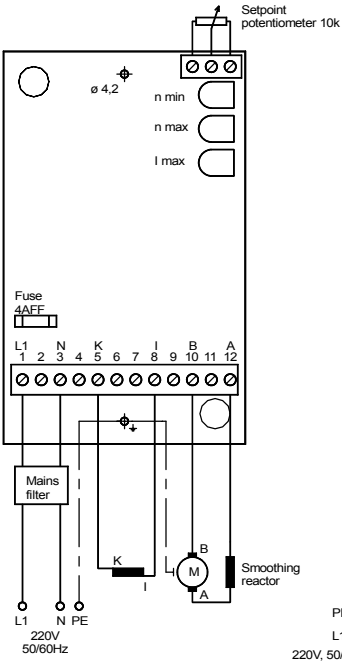 Setpoint
potentiometer 10k
ø 4,2
n min
n max
I max
Fuse
4AFF
L1 N K I B A
1 2 3 4 5 6 7 8 9 10 11 12
Mains
filter
K
I
B
M
A
Smoothing
reactor
L1 N PE
220V
50/60Hz
PE
L1
220V, 50/